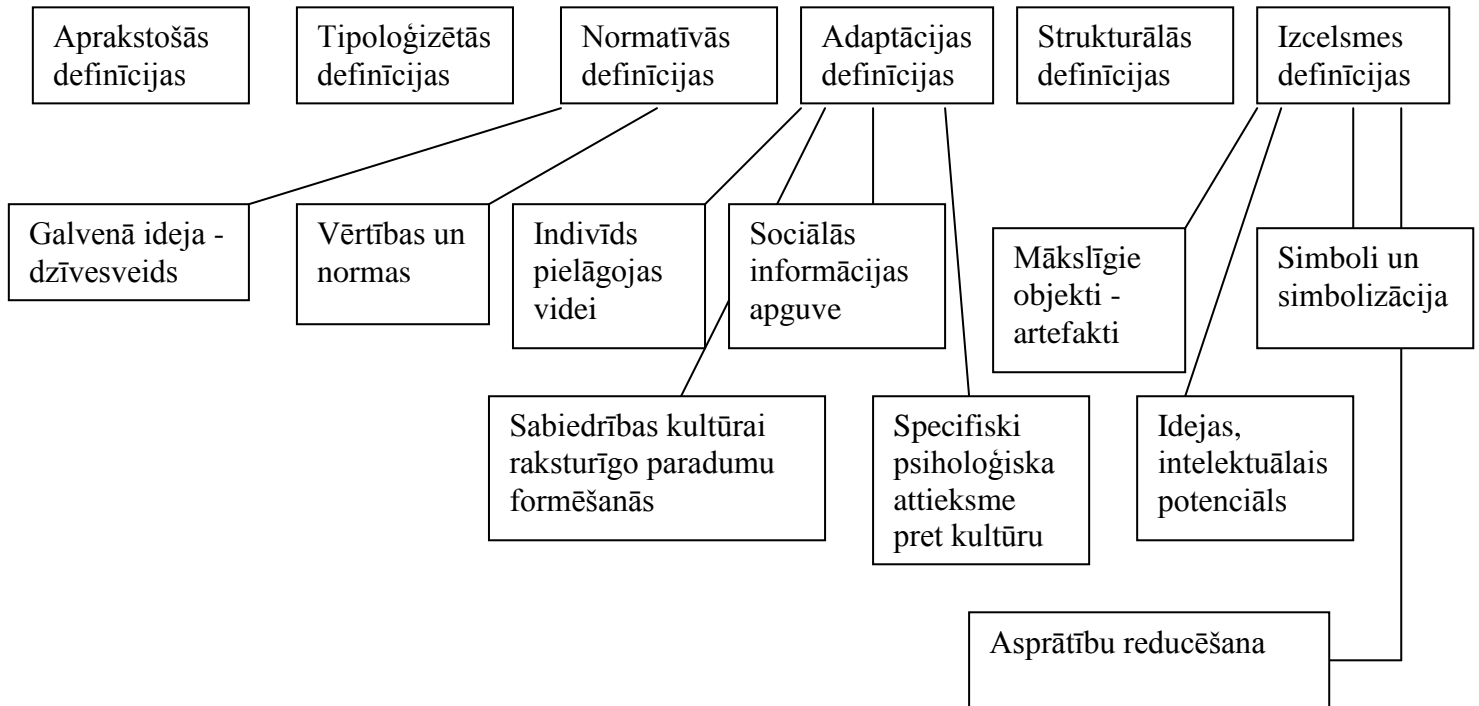 Aprakstošās
definīcijas
Tipoloģizētās
definīcijas
Normatīvās
definīcijas
Adaptācijas
definīcijas
Strukturālās
definīcijas
Izcelsmes
definīcijas
Galvenā ideja -
dzīvesveids
Vērtības un
normas
Indivīds
pielāgojas
videi
Sociālās
informācijas
apguve
Mākslīgie
objekti -
artefakti
Simboli un
simbolizācija
Sabiedrības kultūrai
raksturīgo paradumu
formēšanās
Specifiski
psiholoģiska
attieksme
pret kultūru
Idejas,
intelektuālais
potenciāls
Asprātību reducēšana